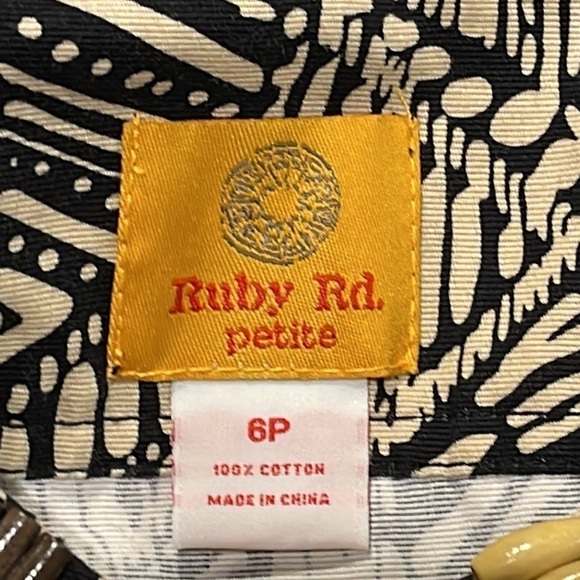 Ruby Rd.
petite
6P
100% COTTON
MADE IN CHINA